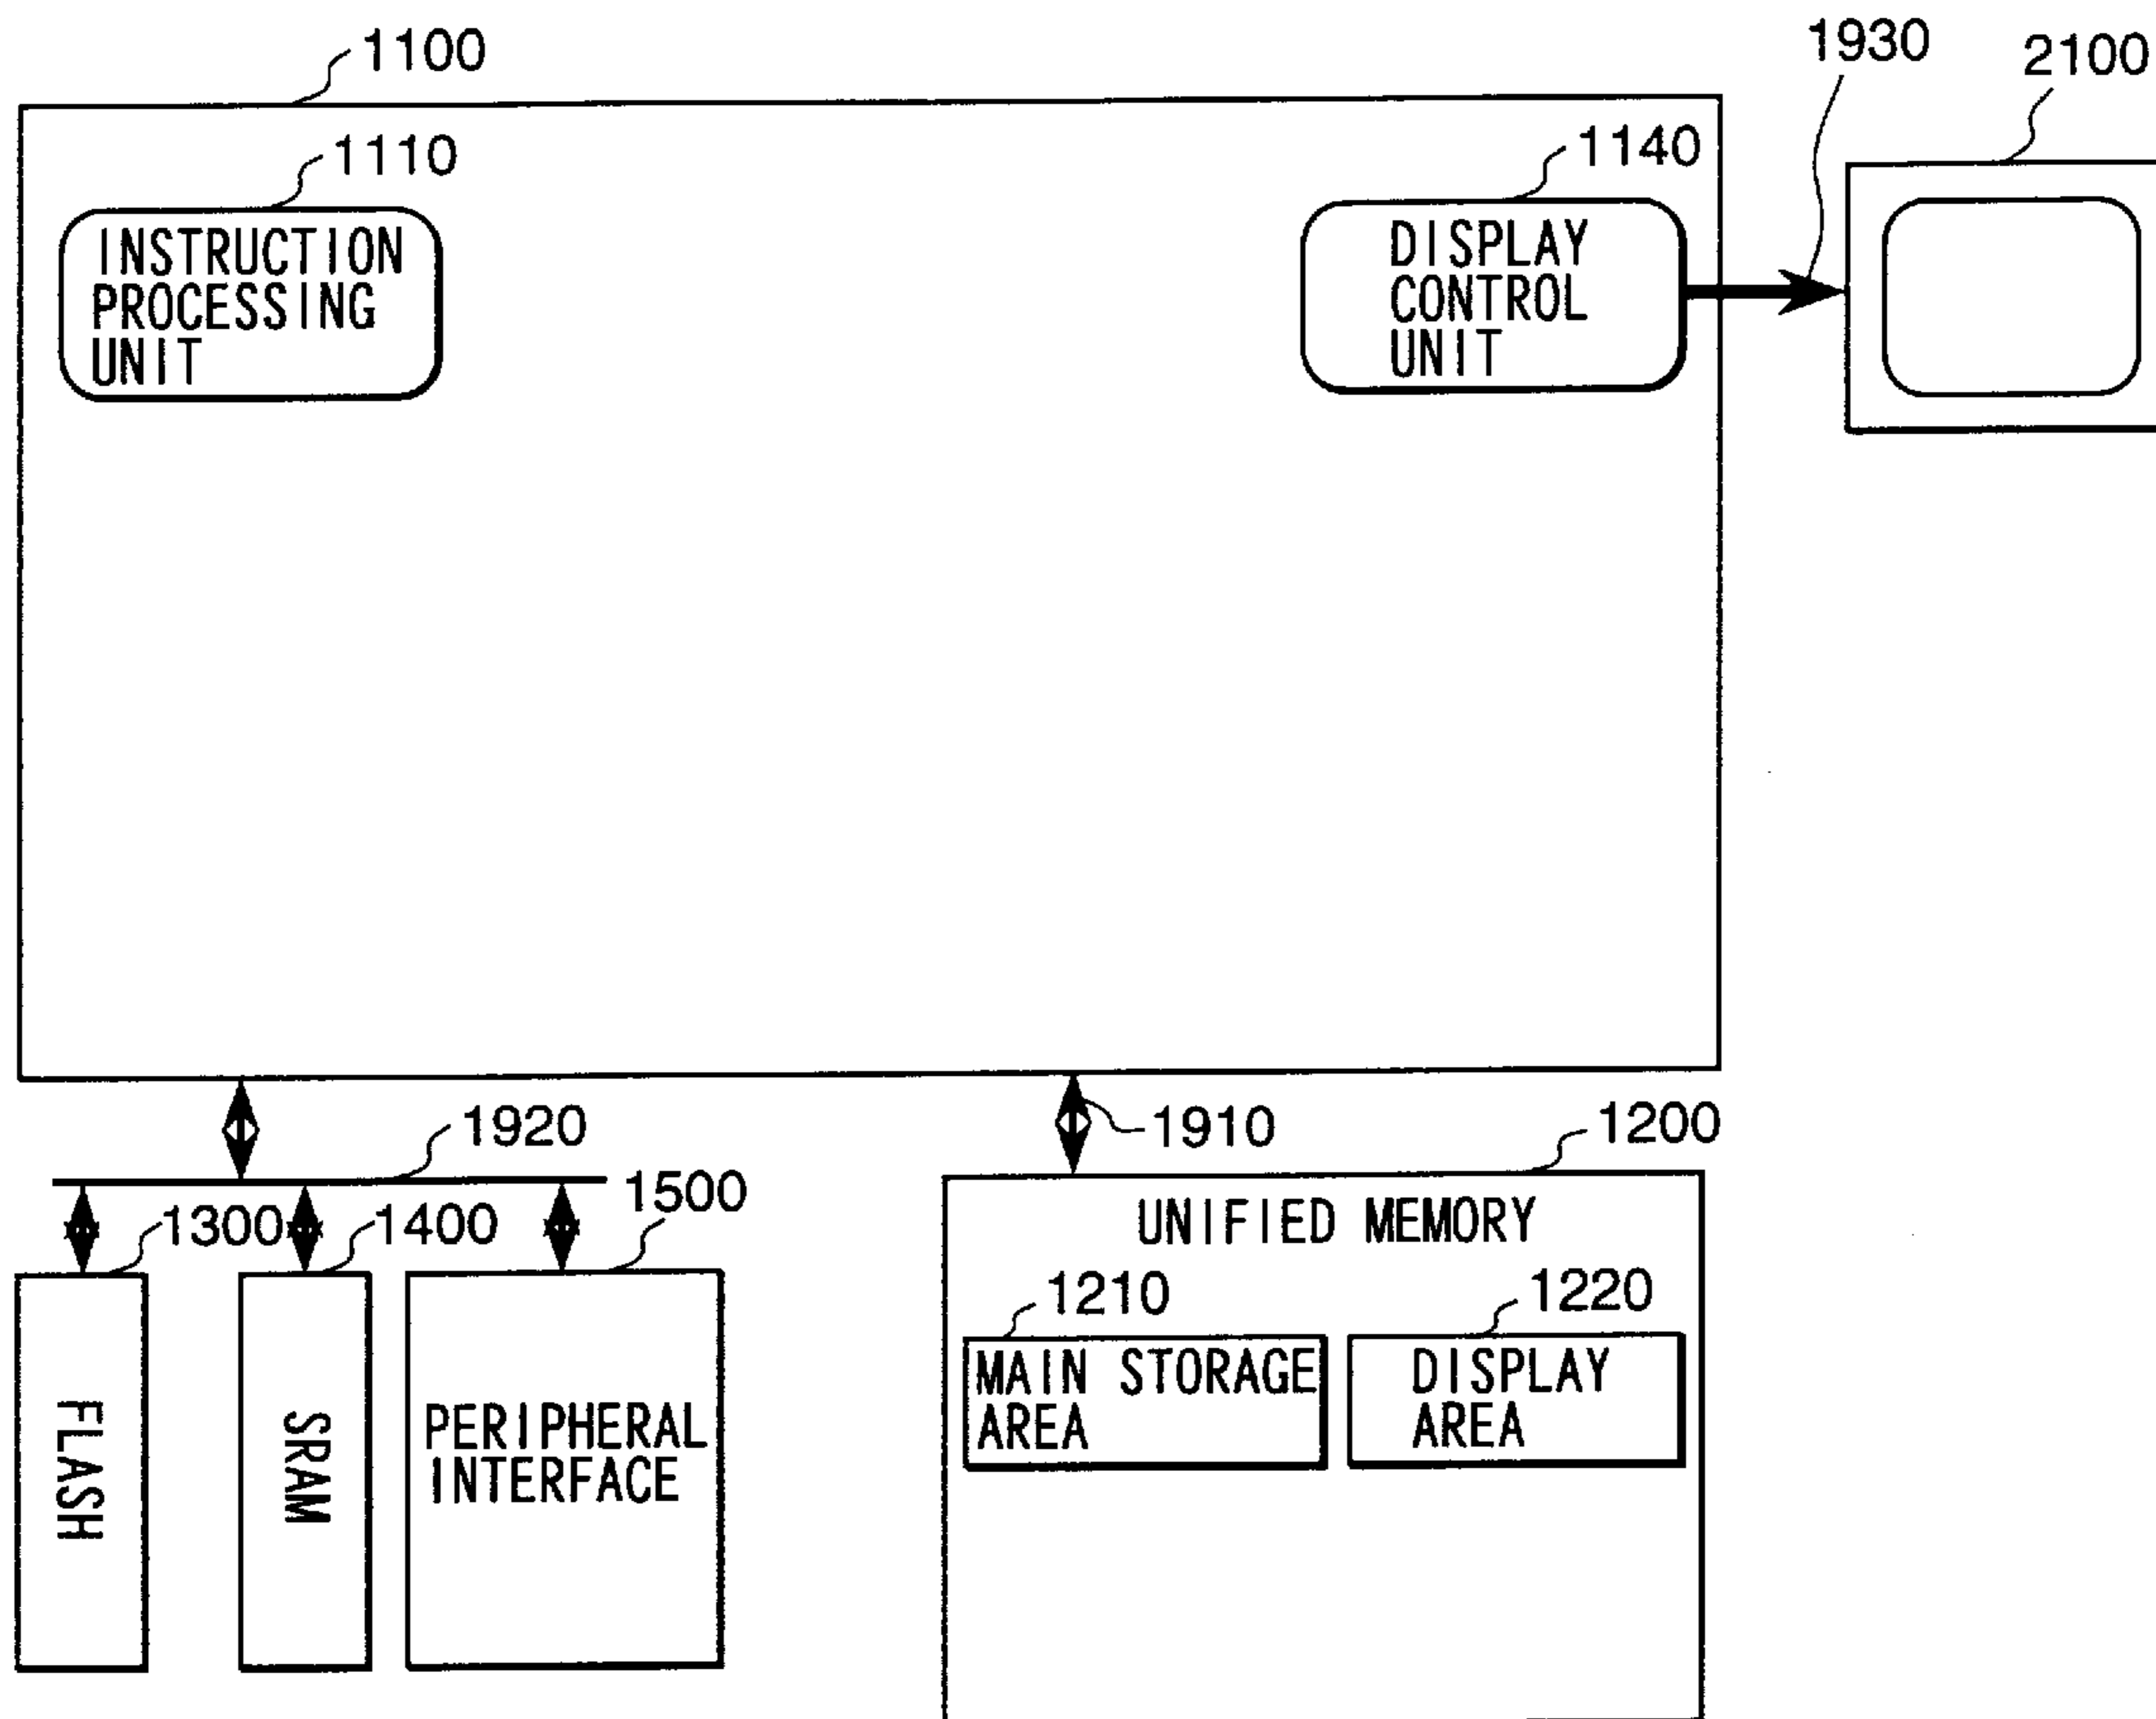 1100
1930
2100
1110
1140
INSTRUCTION
PROCESSING
UNIT
DISPLAY
CONTROL
UNIT
1920
1910
1200
1300
1400
1500
UNIFIED MEMORY
1210
1220
MAIN STORAGE
AREA
DISPLAY
AREA
FLASH
SRAM
PERIPHERAL
INTERFACE